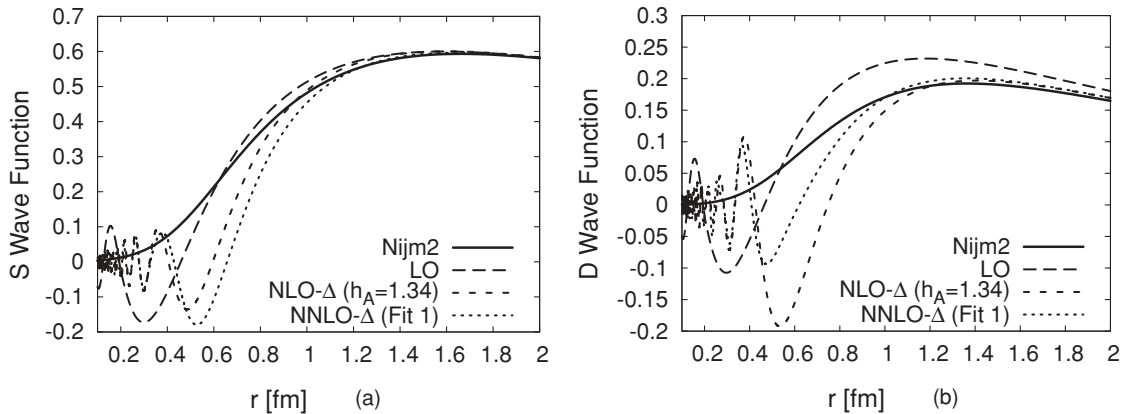 0.7
0.6
0.5
0.4
0.3
0.2
0.1
0
-0.1
-0.2
S Wave Function
Nijm2
LO
NLO-Δ (h_A=1.34)
NNLO-Δ (Fit 1)
0.2 0.4 0.6 0.8 1 1.2 1.4 1.6 1.8 2
r [fm] (a)
0.3
0.25
0.2
0.15
0.1
0.05
0
-0.05
-0.1
-0.15
-0.2
D Wave Function
Nijm2
LO
NLO-Δ (h_A=1.34)
NNLO-Δ (Fit 1)
0.2 0.4 0.6 0.8 1 1.2 1.4 1.6 1.8 2
r [fm] (b)